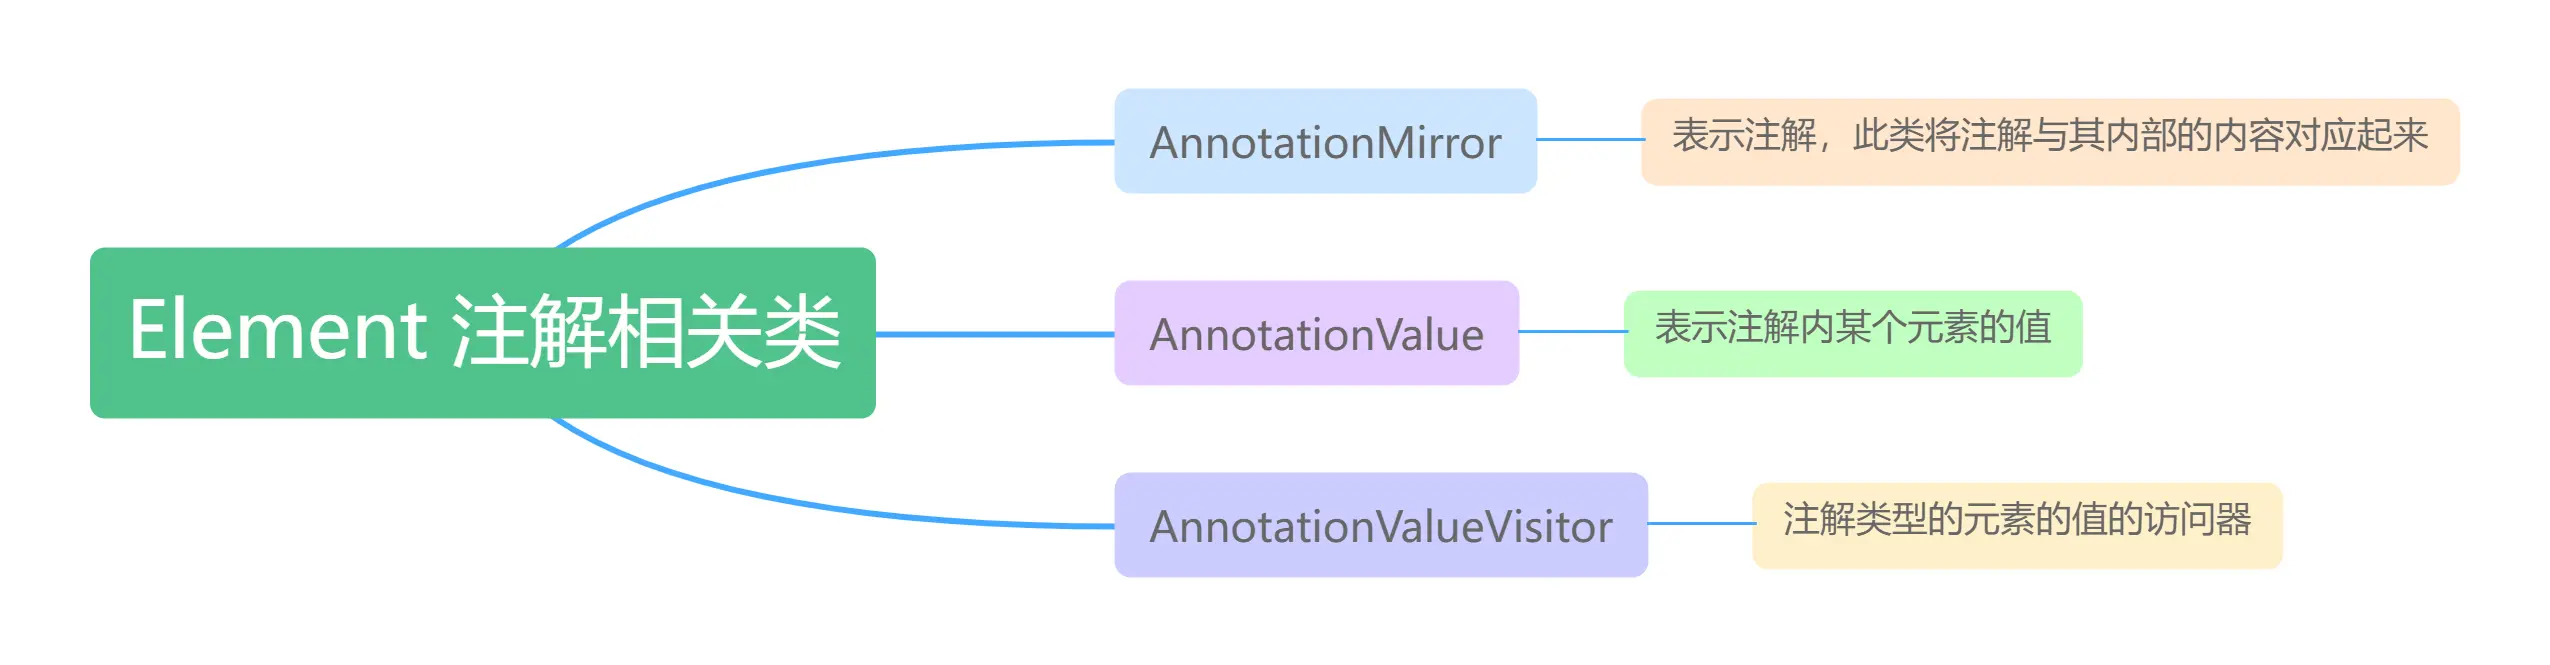 Element 注解相关类
AnnotationMirror
表示注解，此类将注解与其内部的内容对应起来
AnnotationValue
表示注解内某个元素的值
AnnotationValueVisitor
注解类型的元素的值的访问器